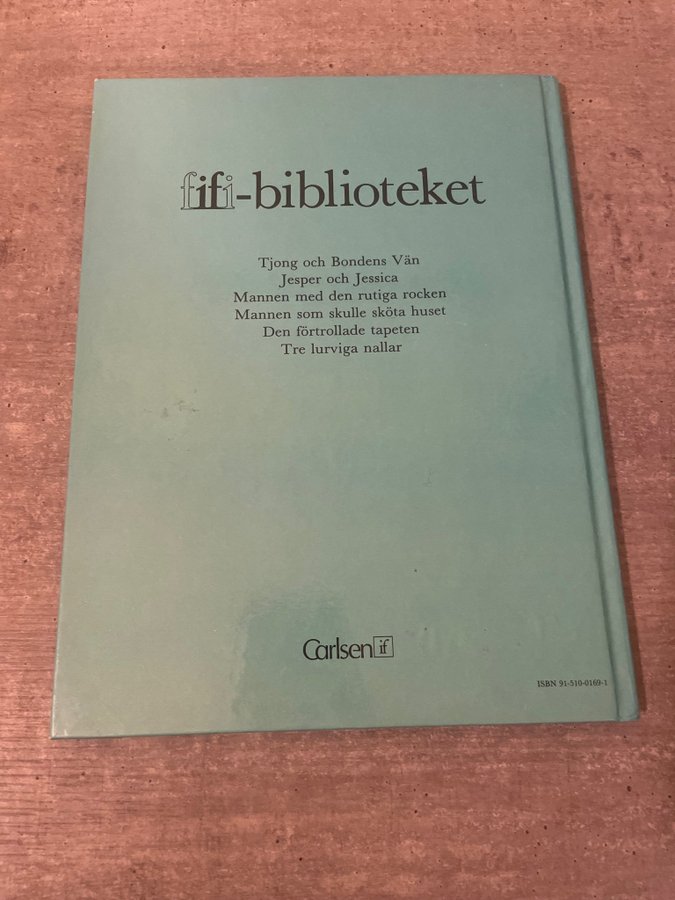 fifi-biblioteket
Tjong och Bondens Vän
Jesper och Jessica
Mannen med den rutiga rocken
Mannen som skulle sköta huset
Den förtrollade tapeten
Tre lurviga nallar
Carlsen if
ISBN 91-510-0169-1